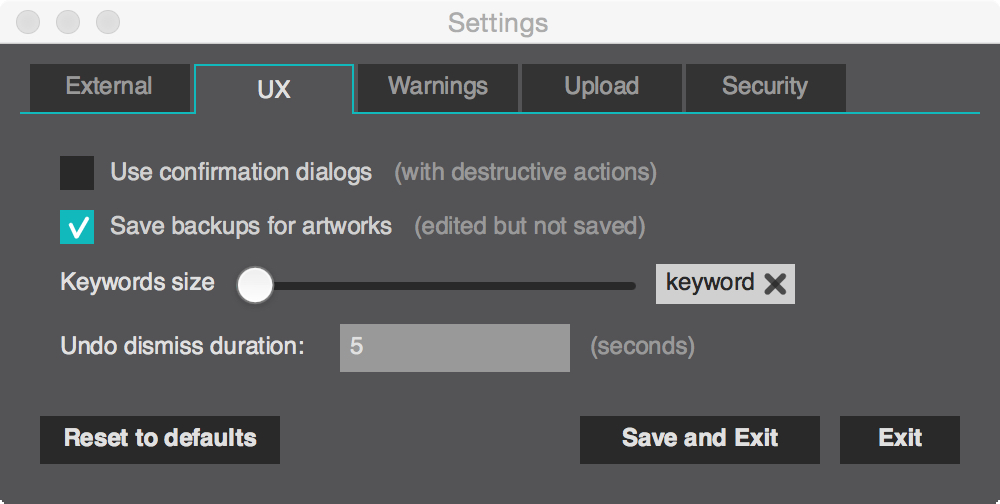 Settings
External UX Warnings Upload Security
Use confirmation dialogs (with destructive actions)
Save backups for artworks (edited but not saved)
Keywords size keyword
Undo dismiss duration: 5 (seconds)
Reset to defaults Save and Exit Exit